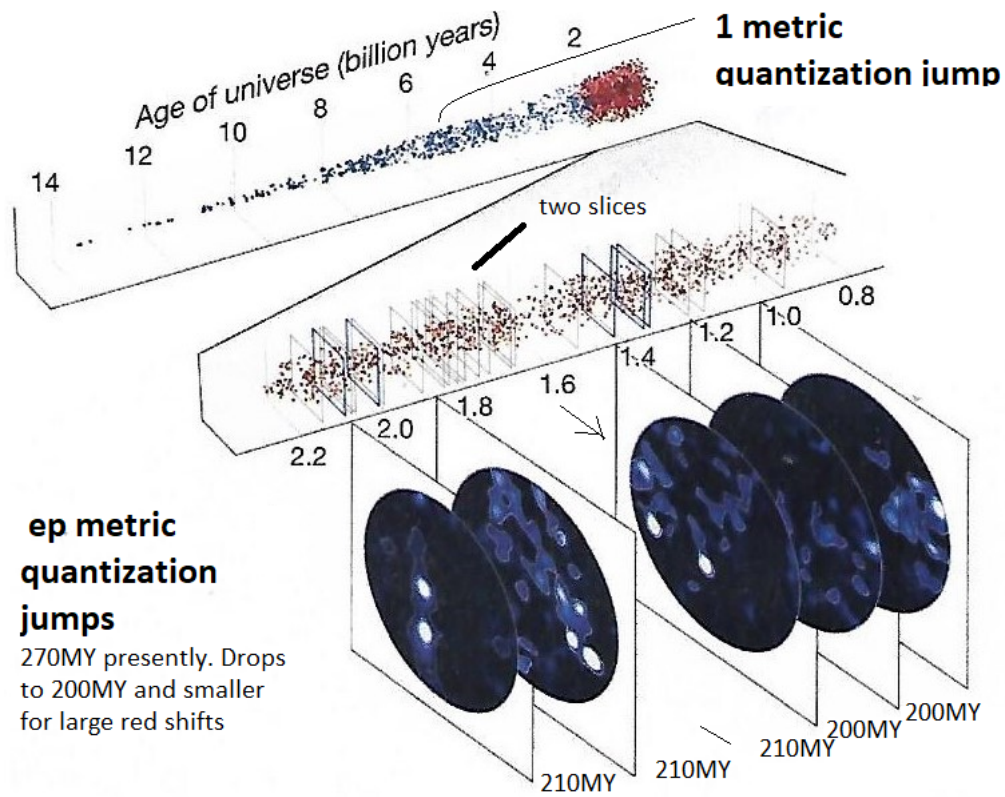 1 metric
quantization jump
Age of universe (billion years)
14
12
10
8
6
4
2
two slices
2.2
2.0
1.8
1.6
1.4
1.2
1.0
0.8
ep metric
quantization
jumps
270MY presently. Drops
to 200MY and smaller
for large red shifts
210MY
210MY
210MY
200MY
200MY